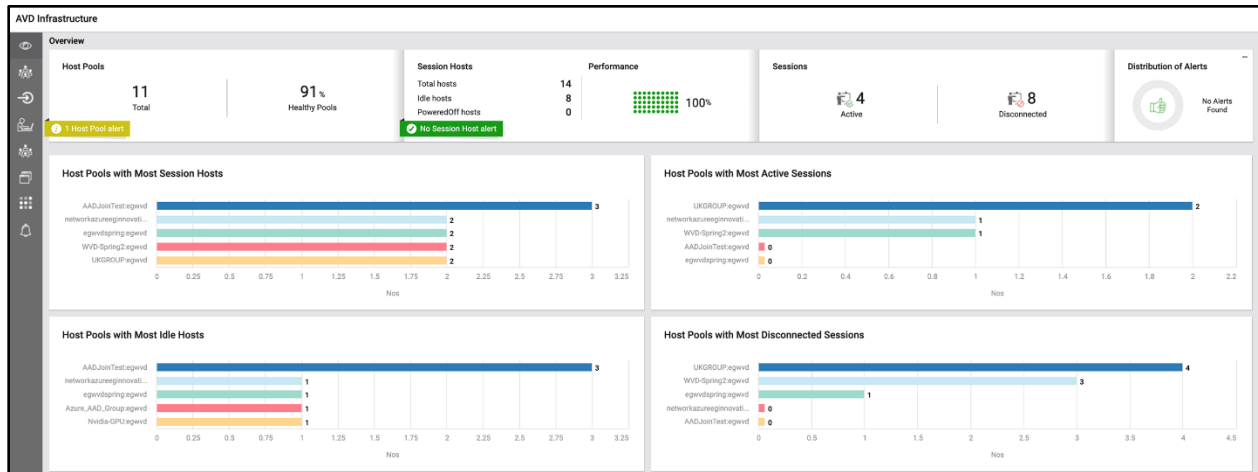 AVD Infrastructure
Overview
Host Pools
11
Total
91%
Healthy Pools
1 Host Pool alert
Session Hosts
Total hosts 14
Idle hosts 8
PoweredOff hosts 0
No Session Host alert
Performance
100%
Sessions
4
Active
8
Disconnected
Distribution of Alerts
No Alerts
Found
Host Pools with Most Session Hosts
AADJoinTest:egwvd 3
networkazureeginnovati... 2
egwvdspring:egwvd 2
WVD-Spring2:egwvd 2
UKGROUP:egwvd 2
0 0.25 0.5 0.75 1 1.25 1.5 1.75 2 2.25 2.5 2.75 3 3.25
Nos
Host Pools with Most Active Sessions
UKGROUP:egwvd 2
networkazureeginnovati... 1
WVD-Spring2:egwvd 1
AADJoinTest:egwvd 0
egwvdspring:egwvd 0
0 0.2 0.4 0.6 0.8 1 1.2 1.4 1.6 1.8 2 2.2
Nos
Host Pools with Most Idle Hosts
AADJoinTest:egwvd 3
networkazureeginnovati... 1
egwvdspring:egwvd 1
Azure_AAD_Group:egwvd 1
Nvidia-GPU:egwvd 1
0 0.25 0.5 0.75 1 1.25 1.5 1.75 2 2.25 2.5 2.75 3 3.25
Nos
Host Pools with Most Disconnected Sessions
UKGROUP:egwvd 4
WVD-Spring2:egwvd 3
egwvdspring:egwvd 1
networkazureeginnovati... 0
AADJoinTest:egwvd 0
0 0.5 1 1.5 2 2.5 3 3.5 4 4.5
Nos